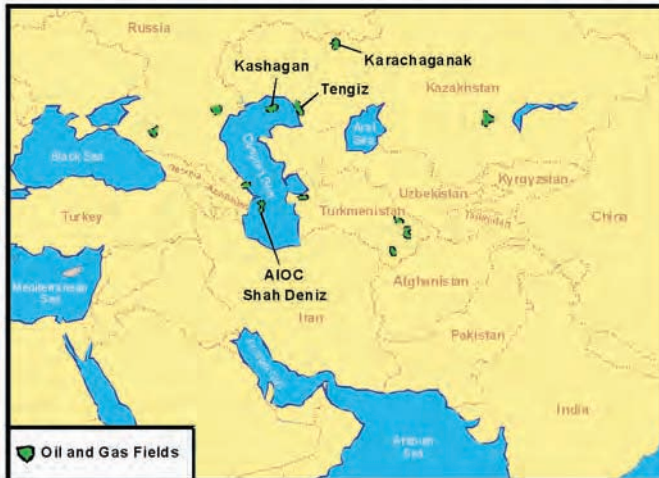 Russia
Karachaganak
Kashagan
Tengiz
Kazakhstan
Aral
Sea
Black Sea
Caspian Sea
Uzbekistan
Kyrgyzstan
Turkey
Turkmenistan
China
AIOC
Shah Deniz
Mediterranean
Sea
Afghanistan
Iran
Pakistan
India
Arabian
Sea
Oil and Gas Fields